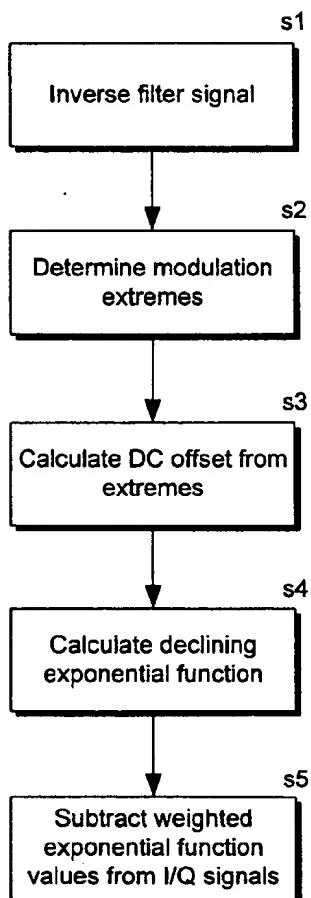 s1
Inverse filter signal
s2
Determine modulation
extremes
s3
Calculate DC offset from
extremes
s4
Calculate declining
exponential function
s5
Subtract weighted
exponential function
values from I/Q signals